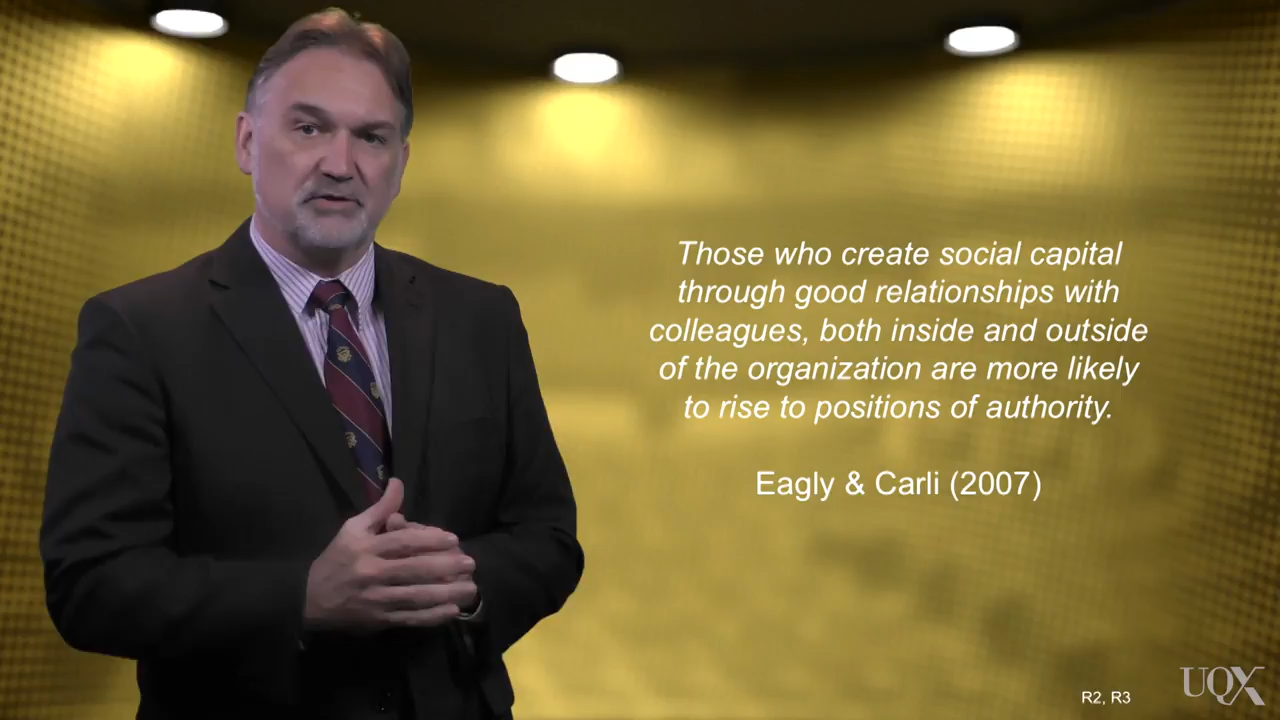 Those who create social capital
through good relationships with
colleagues, both inside and outside
of the organization are more likely
to rise to positions of authority.
Eagly & Carli (2007)
R2, R3
UQX